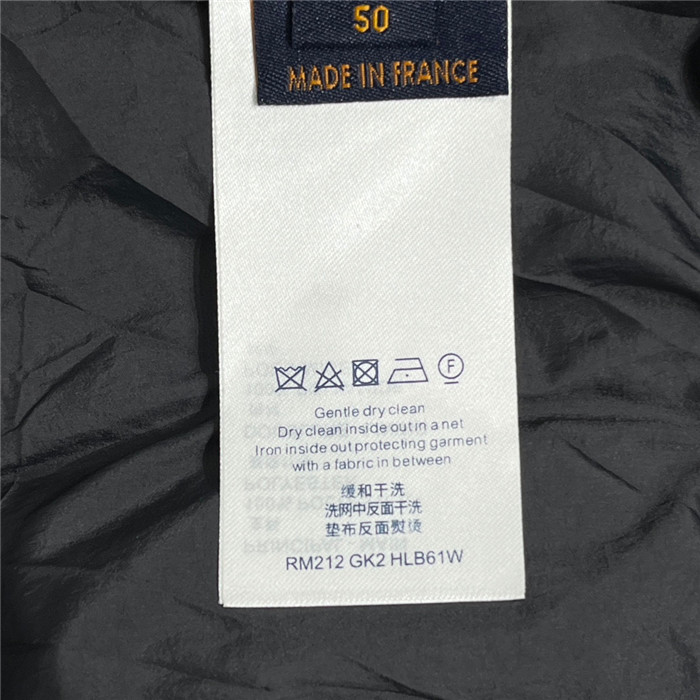 50
MADE IN FRANCE
F
Gentle dry clean
Dry clean inside out in a net
Iron inside out protecting garment
with a fabric in between
缓和干洗
洗网中反面干洗
垫布反面熨烫
RM212 GK2 HLB61W